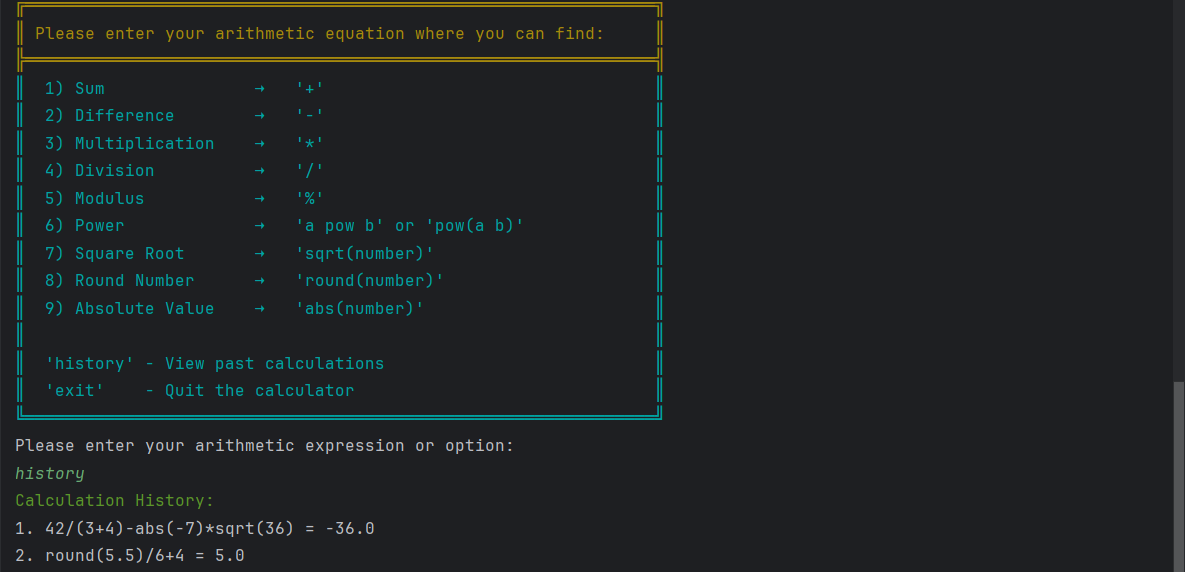 Please enter your arithmetic equation where you can find:
1) Sum → '+'
2) Difference → '-'
3) Multiplication → '*'
4) Division → '/'
5) Modulus → '%'
6) Power → 'a pow b' or 'pow(a b)'
7) Square Root → 'sqrt(number)'
8) Round Number → 'round(number)'
9) Absolute Value → 'abs(number)'
'history' - View past calculations
'exit' - Quit the calculator
Please enter your arithmetic expression or option:
history
Calculation History:
1. 42/(3+4)-abs(-7)*sqrt(36) = -36.0
2. round(5.5)/6+4 = 5.0